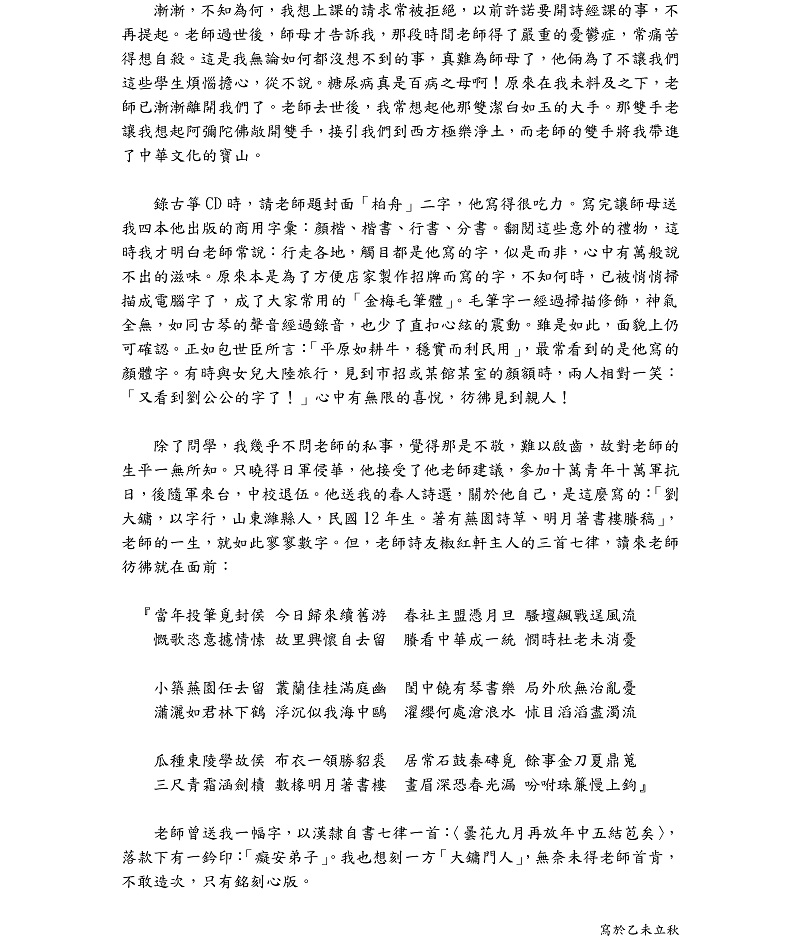 漸漸，不知為何，我想上課的請求常被拒絕，以前許諾要開詩經課的事，不
再提起。老師過世後，師母才告訴我，那段時間老師得了嚴重的憂鬱症，常痛苦
得想自殺。這是我無論如何都沒想不到的事，真難為師母了，他倆為了不讓我們
這些學生煩惱擔心，從不說。糖尿病真是百病之母啊！原來在我未料及之下，老
師已漸漸離開我們了。老師去世後，我常想起他那雙潔白如玉的大手。那雙手老
讓我想起阿彌陀佛敞開雙手，接引我們到西方極樂淨土，而老師的雙手將我帶進
了中華文化的寶山。
錄古箏 CD 時，請老師題封面「柏舟」二字，他寫得很吃力。寫完讓師母送
我四本他出版的商用字彙：顏楷、楷書、行書、分書。翻閱這些意外的禮物，這
時我才明白老師常說：行走各地，觸目都是他寫的字，似是而非，心中有萬般說
不出的滋味。原來本是為了方便店家製作招牌而寫的字，不知何時，已被悄悄掃
描成電腦字了，成了大家常用的「金梅毛筆體」。毛筆字一經過掃描修飾，神氣
全無，如同古琴的聲音經過錄音，也少了直扣心絃的震動。雖是如此，面貌上仍
可確認。正如包世臣所言：「平原如耕牛，穩實而利民用」，最常看到的是他寫的
顏體字。有時與女兒大陸旅行，見到市招或某館某室的顏額時，兩人相對一笑：
「又看到劉公公的字了！」心中有無限的喜悅，彷彿見到親人！
除了問學，我幾乎不問老師的私事，覺得那是不敬，難以啟齒，故對老師的
生平一無所知。只曉得日軍侵華，他接受了他老師建議，參加十萬青年十萬軍抗
日，後隨軍來台，中校退伍。他送我的春人詩選，關於他自己，是這麼寫的：「劉
大鏞，以字行，山東濰縣人，民國 12 年生。著有蕪園詩草、明月著書樓賸稿」，
老師的一生，就如此寥寥數字。但，老師詩友椒紅軒主人的三首七律，讀來老師
彷彿就在面前：
『當年投筆覓封侯 今日歸來續舊游 春社主盟憑月旦 騷壇飆戰逞風流
慨歌恣意攄情愫 故里興懷自去留 賸看中華成一統 憫時杜老未消憂
小築蕪園任去留 叢蘭佳桂滿庭幽 閨中饒有琴書樂 局外欣無治亂憂
瀟灑如君林下鶴 浮沉似我海中鷗 濯纓何處滄浪水 怵目滔滔盡濁流
瓜種東陵學故侯 布衣一領勝貂裘 居常石鼓秦磚覓 餘事金刀夏鼎蒐
三尺青霜涵劍櫝 數椽明月著書樓 畫眉深恐春光漏 吩咐珠簾慢上鉤』
老師曾送我一幅字，以漢隸自書七律一首：〈曇花九月再放年中五結苞矣〉，
落款下有一鈐印：「癡安弟子」。我也想刻一方「大鏞門人」，無奈未得老師首肯，
不敢造次，只有銘刻心版。
寫於乙未立秋